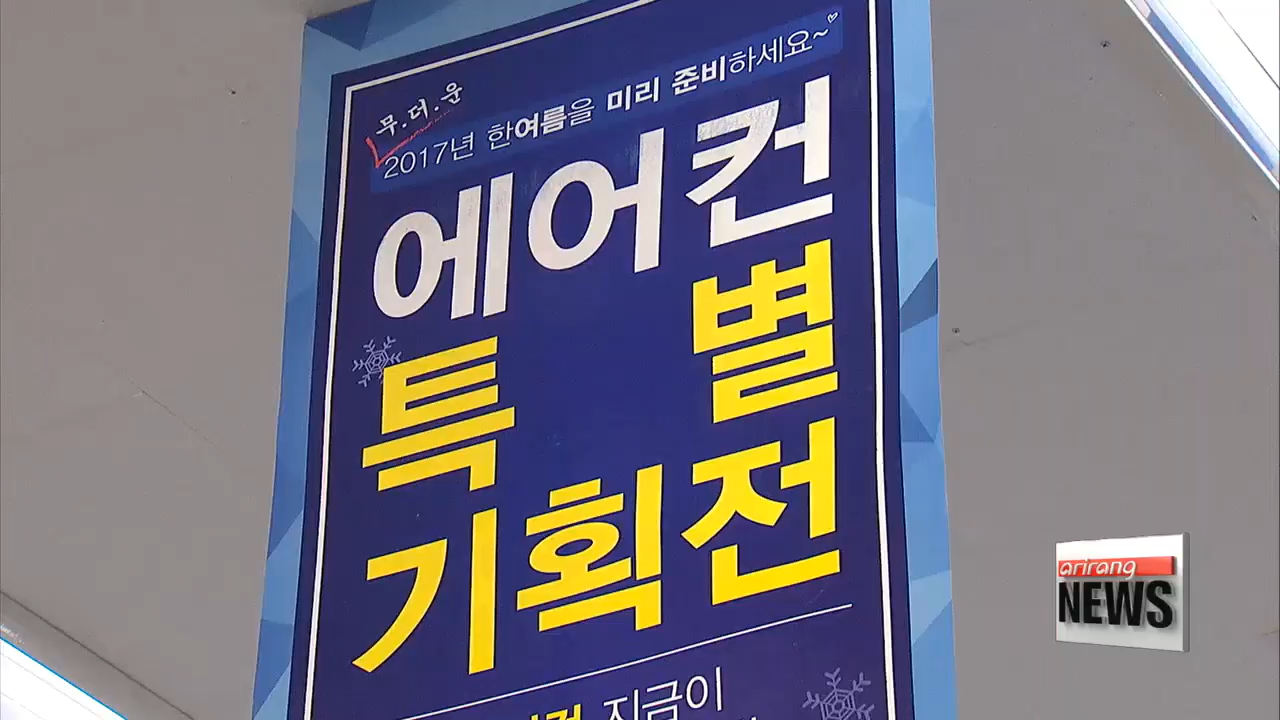 무.더.운
2017년 한여름을 미리 준비하세요~
에어컨
특별
기획전
지금이
arirang
NEWS